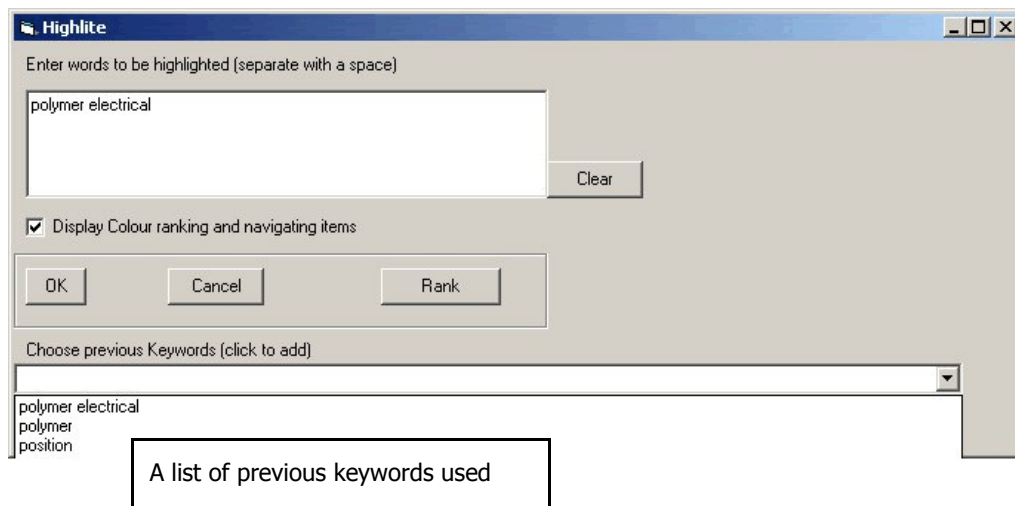 Highlite
Enter words to be highlighted (separate with a space)
polymer electrical
Clear
Display Colour ranking and navigating items
OK Cancel Rank
Choose previous Keywords (click to add)
polymer electrical
polymer
position
A list of previous keywords used